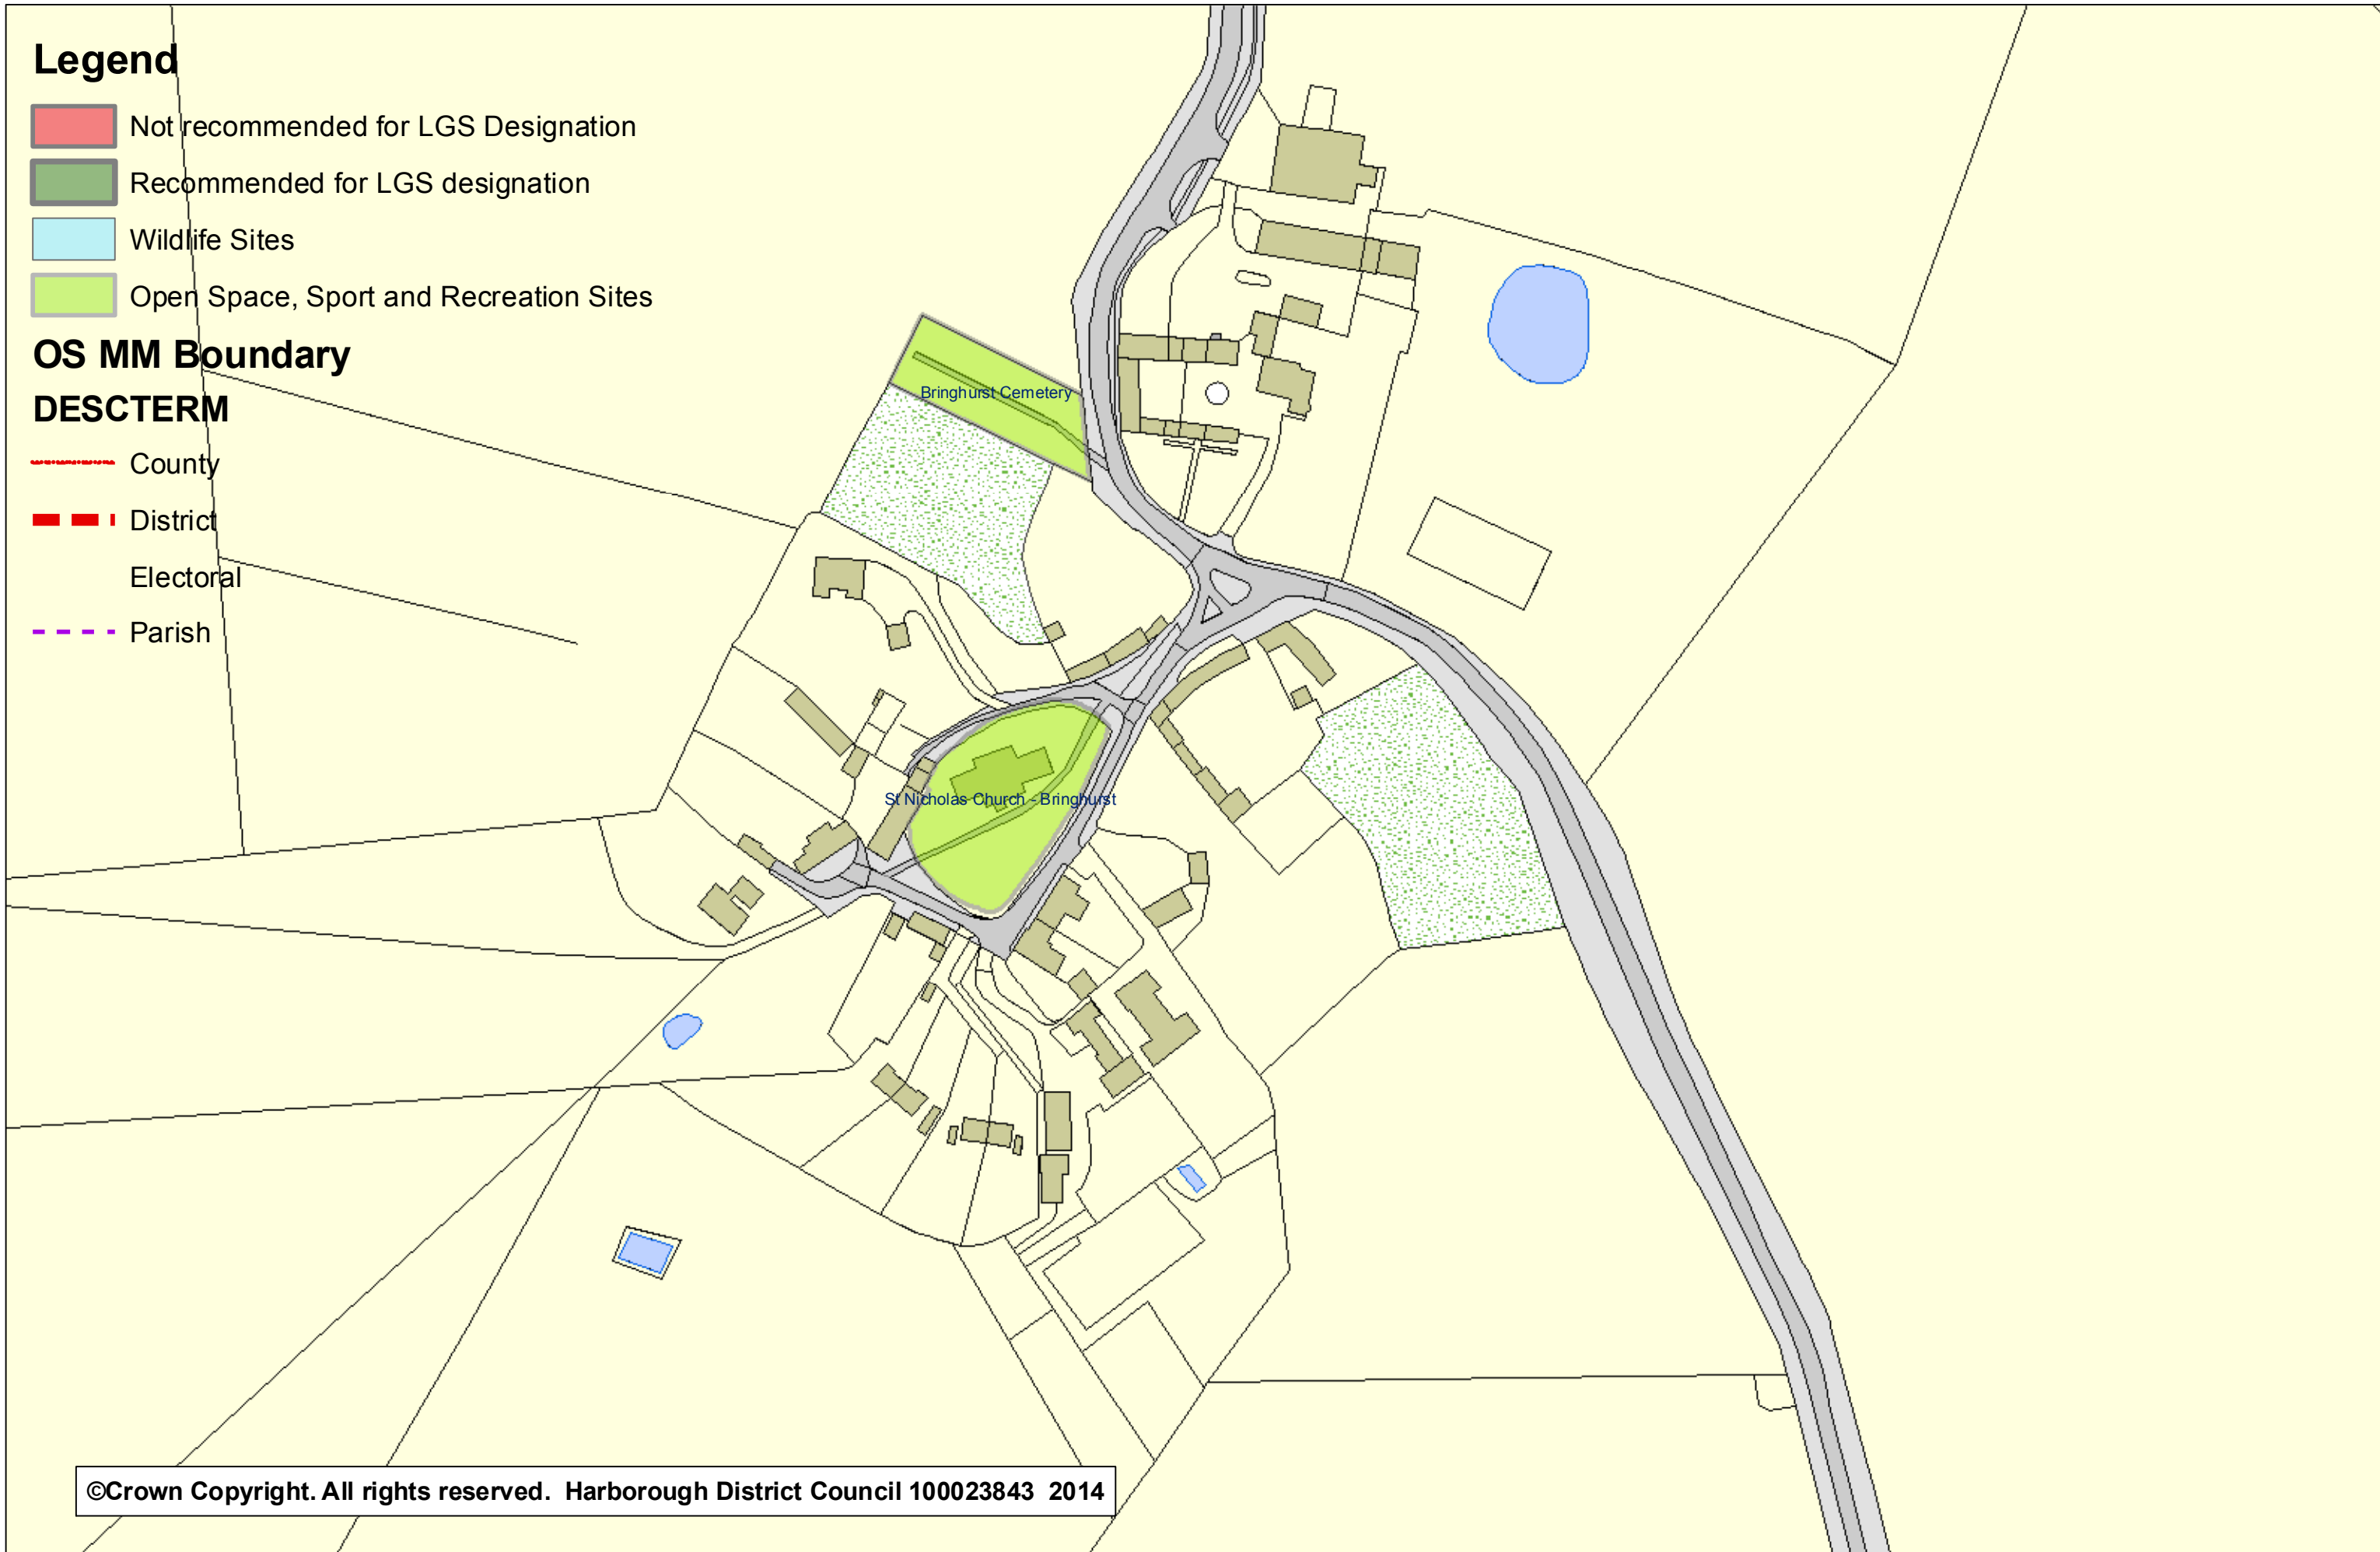 Legend
Not recommended for LGS Designation
Recommended for LGS designation
Wildlife Sites
Open Space, Sport and Recreation Sites
OS MM Boundary
DESCTERM
County
District
Electoral
Parish
Bringhurst Cemetery
St Nicholas Church - Bringhurst
©Crown Copyright. All rights reserved.  Harborough District Council 100023843  2014